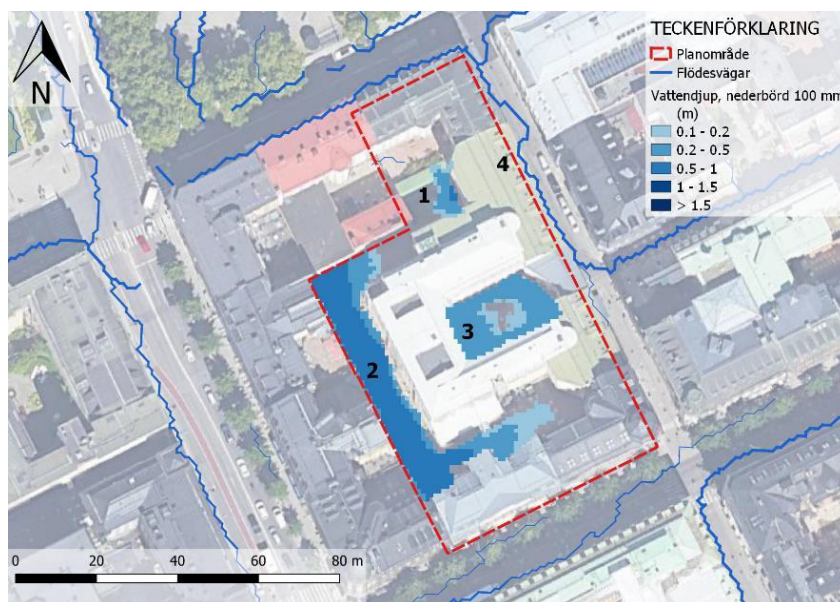 N
TECKENFÖRKLARING
Planområde
Flödesvägar
Vattendjup, nederbörd 100 mm
(m)
0.1 - 0.2
0.2 - 0.5
0.5 - 1
1 - 1.5
> 1.5
4
1
3
2
0 20 40 60 80 m